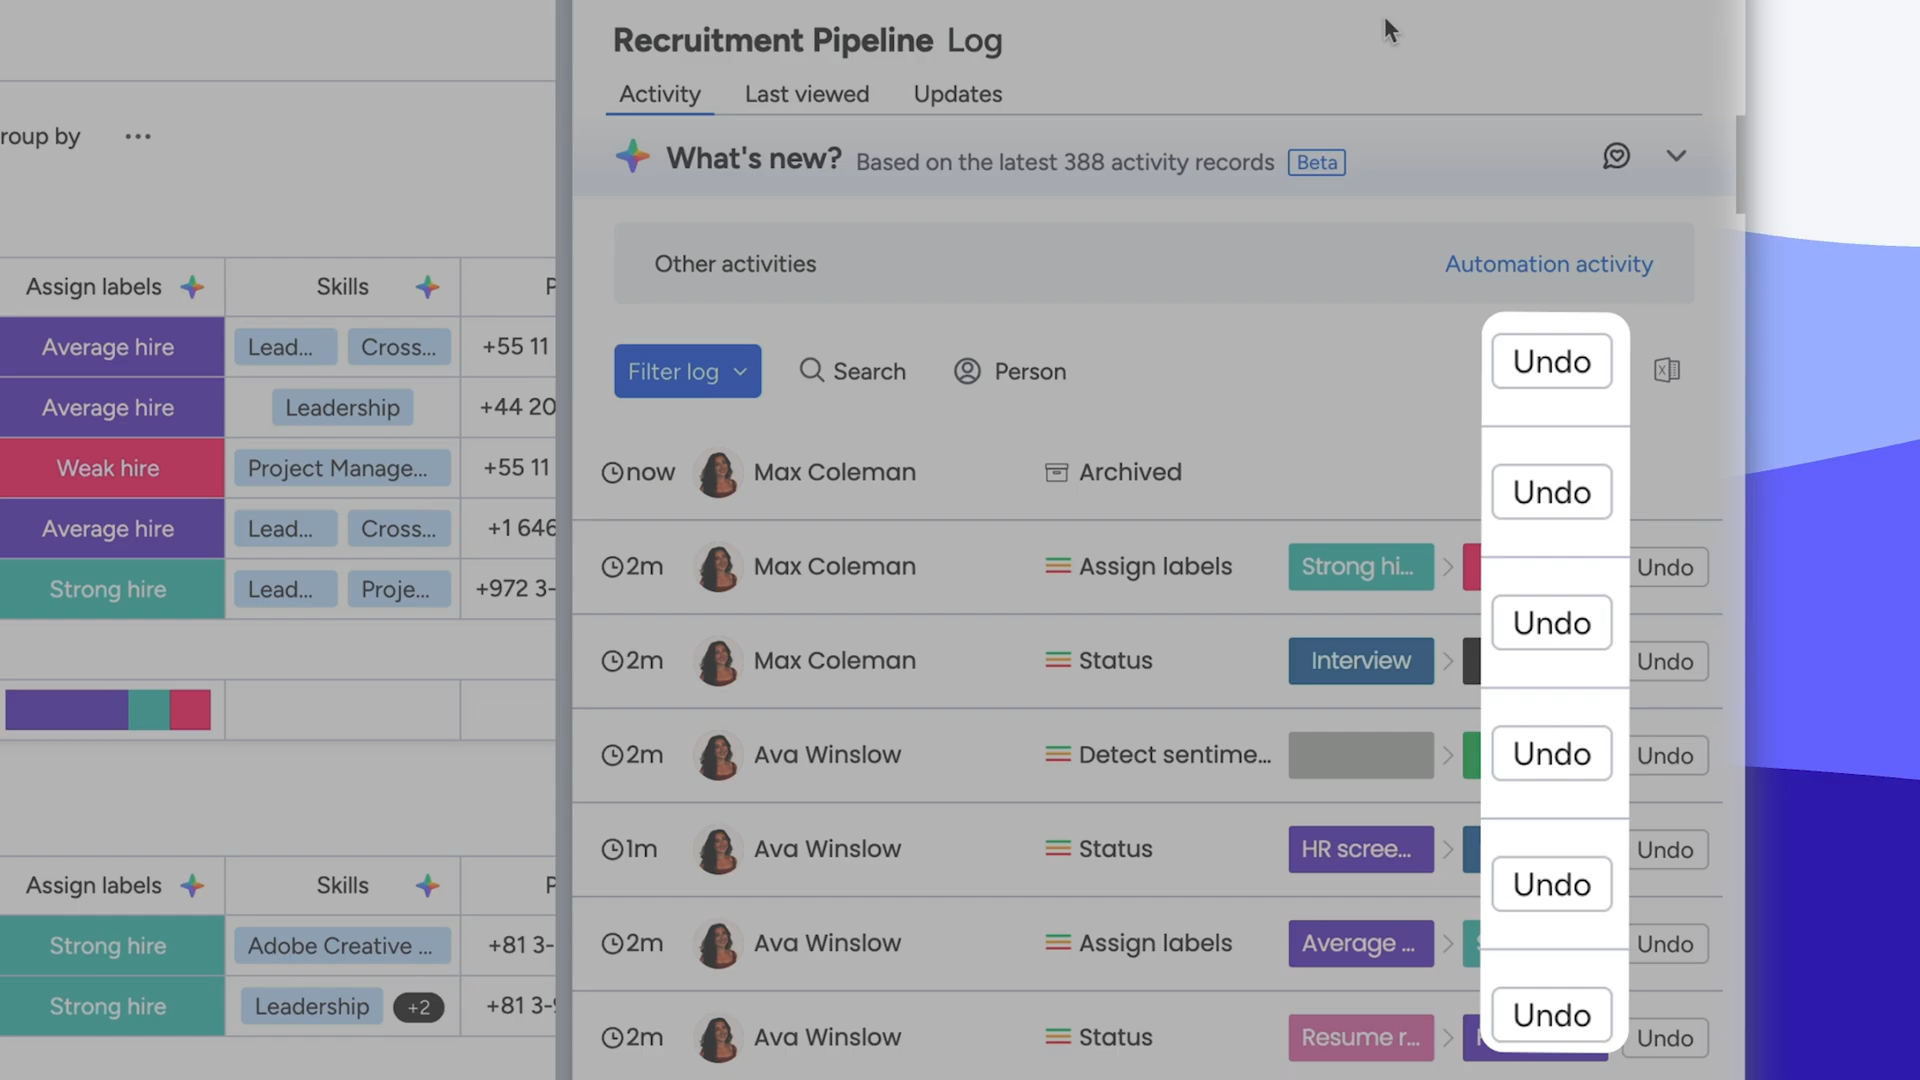 Recruitment Pipeline Log
Activity Last viewed Updates
What's new? Based on the latest 388 activity records Beta
Other activities Automation activity
Filter log Search Person
now Max Coleman Archived
2m Max Coleman Assign labels Strong hi... Undo
2m Max Coleman Status Interview Undo
2m Ava Winslow Detect sentime... Undo
1m Ava Winslow Status HR scree... Undo
2m Ava Winslow Assign labels Average ... Undo
2m Ava Winslow Status Resume r... Undo
Undo
Undo
Undo
Undo
Undo
Undo
roup by ...
Assign labels Skills P
Average hire Lead... Cross... +55 11
Average hire Leadership +44 20
Weak hire Project Manage... +55 11
Average hire Lead... Cross... +1 646
Strong hire Lead... Proje... +972 3-
Assign labels Skills P
Strong hire Adobe Creative ... +81 3-
Strong hire Leadership +2 +81 3-